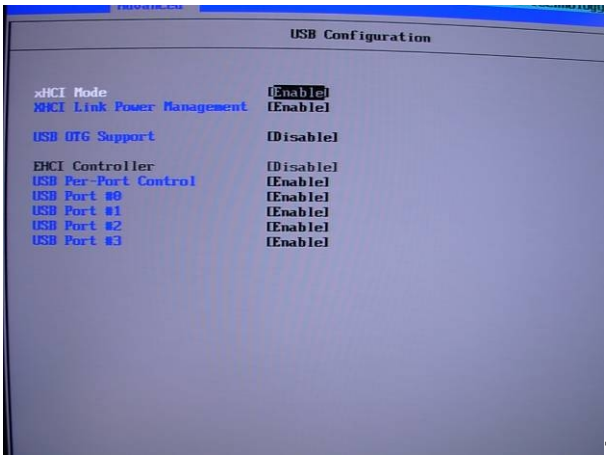 Advanced
USB Configuration
xHCI Mode [Enable]
XHCI Link Power Management [Enable]
USB OTG Support [Disable]
EHCI Controller [Disable]
USB Per-Port Control [Enable]
USB Port #0 [Enable]
USB Port #1 [Enable]
USB Port #2 [Enable]
USB Port #3 [Enable]